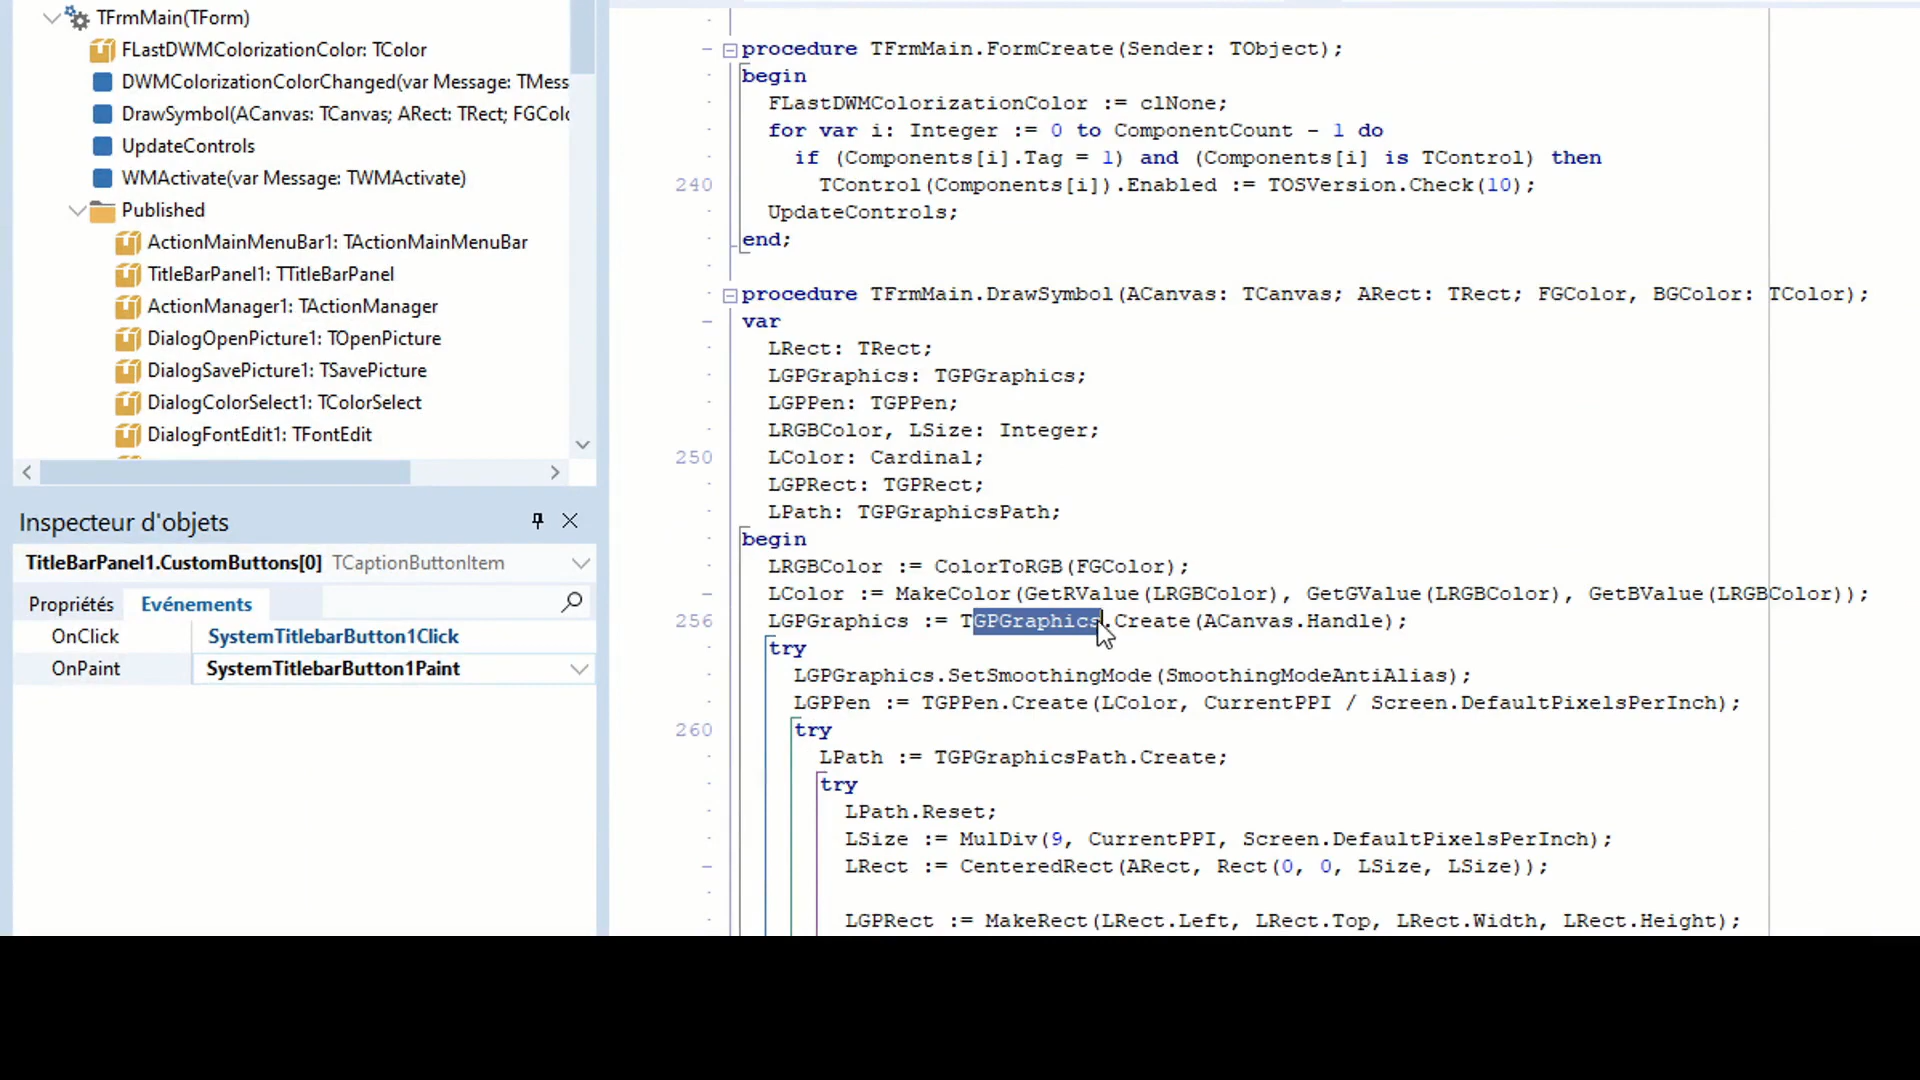 TFrmMain(TForm)
FLastDWMColorizationColor: TColor
DWMColorizationColorChanged(var Message: TMess
DrawSymbol(ACanvas: TCanvas; ARect: TRect; FGColo
UpdateControls
WMActivate(var Message: TWMActivate)
Published
ActionMainMenuBar1: TActionMainMenuBar
TitleBarPanel1: TTitleBarPanel
ActionManager1: TActionManager
DialogOpenPicture1: TOpenPicture
DialogSavePicture1: TSavePicture
DialogColorSelect1: TColorSelect
DialogFontEdit1: TFontEdit
Inspecteur d'objets
TitleBarPanel1.CustomButtons[0] TCaptionButtonItem
Propriétés Evénements
OnClick SystemTitlebarButton1Click
OnPaint SystemTitlebarButton1Paint
procedure TFrmMain.FormCreate(Sender: TObject);
begin
FLastDWMColorizationColor := clNone;
for var i: Integer := 0 to ComponentCount - 1 do
if (Components[i].Tag = 1) and (Components[i] is TControl) then
240 TControl(Components[i]).Enabled := TOSVersion.Check(10);
UpdateControls;
end;
procedure TFrmMain.DrawSymbol(ACanvas: TCanvas; ARect: TRect; FGColor, BGColor: TColor);
var
LRect: TRect;
LGPGraphics: TGPGraphics;
LGPPen: TGPPen;
LRGBColor, LSize: Integer;
250 LColor: Cardinal;
LGPRect: TGPRect;
LPath: TGPGraphicsPath;
begin
LRGBColor := ColorToRGB(FGColor);
LColor := MakeColor(GetRValue(LRGBColor), GetGValue(LRGBColor), GetBValue(LRGBColor));
256 LGPGraphics := TGPGraphics.Create(ACanvas.Handle);
try
LGPGraphics.SetSmoothingMode(SmoothingModeAntiAlias);
LGPPen := TGPPen.Create(LColor, CurrentPPI / Screen.DefaultPixelsPerInch);
260 try
LPath := TGPGraphicsPath.Create;
try
LPath.Reset;
LSize := MulDiv(9, CurrentPPI, Screen.DefaultPixelsPerInch);
LRect := CenteredRect(ARect, Rect(0, 0, LSize, LSize));
LGPRect := MakeRect(LRect.Left, LRect.Top, LRect.Width, LRect.Height);